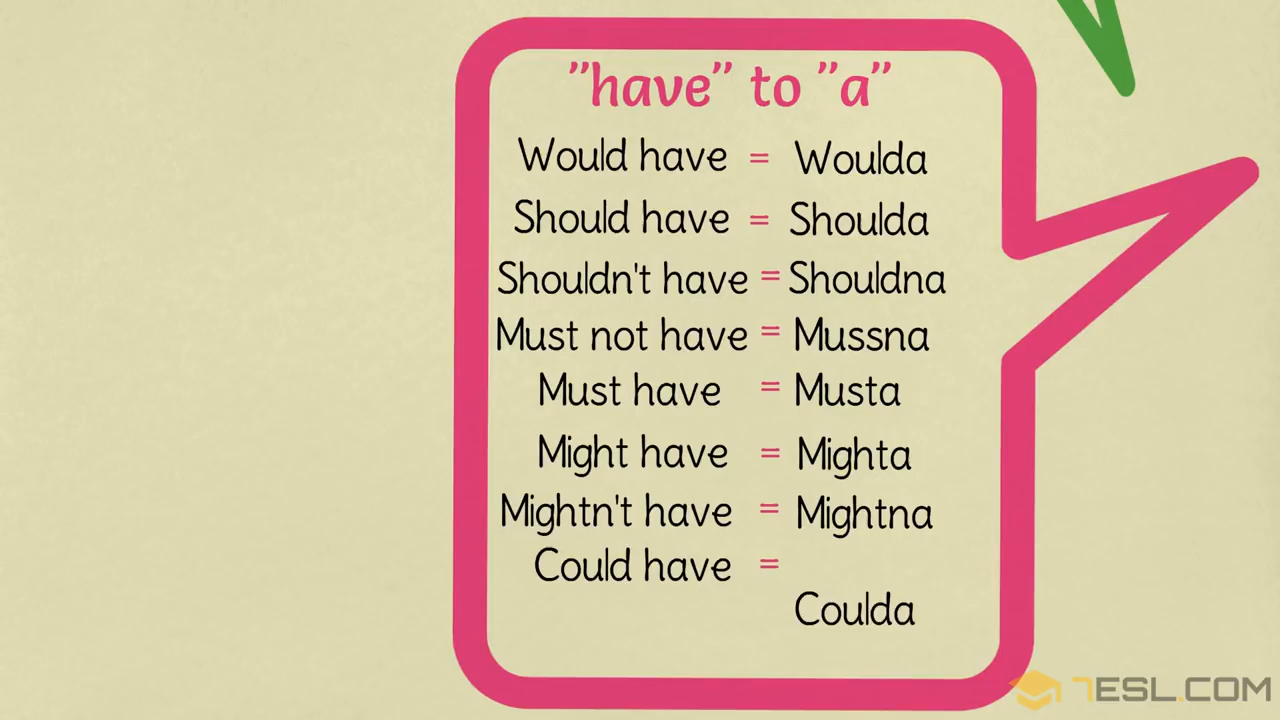 "have" to "a"
Would have = Woulda
Should have = Shoulda
Shouldn't have = Shouldna
Must not have = Mussna
Must have = Musta
Might have = Mighta
Mightn't have = Mightna
Could have =
Coulda
7ESL.COM